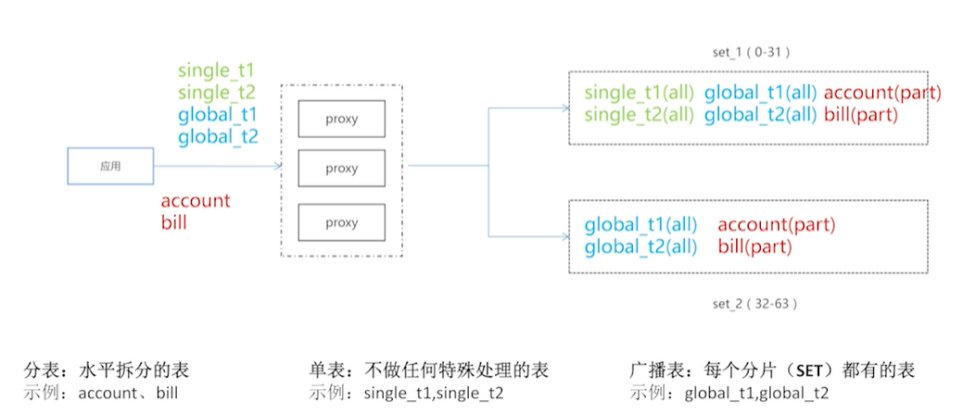 set_1（0-31）
single_t1
single_t2
global_t1
global_t2
应用
account
bill
proxy
proxy
proxy
single_t1(all) global_t1(all) account(part)
single_t2(all) global_t2(all) bill(part)
global_t1(all) account(part)
global_t2(all) bill(part)
set_2（32-63）
分表：水平拆分的表
示例：account、bill
单表：不做任何特殊处理的表
示例：single_t1,single_t2
广播表：每个分片（SET）都有的表
示例：global_t1,global_t2